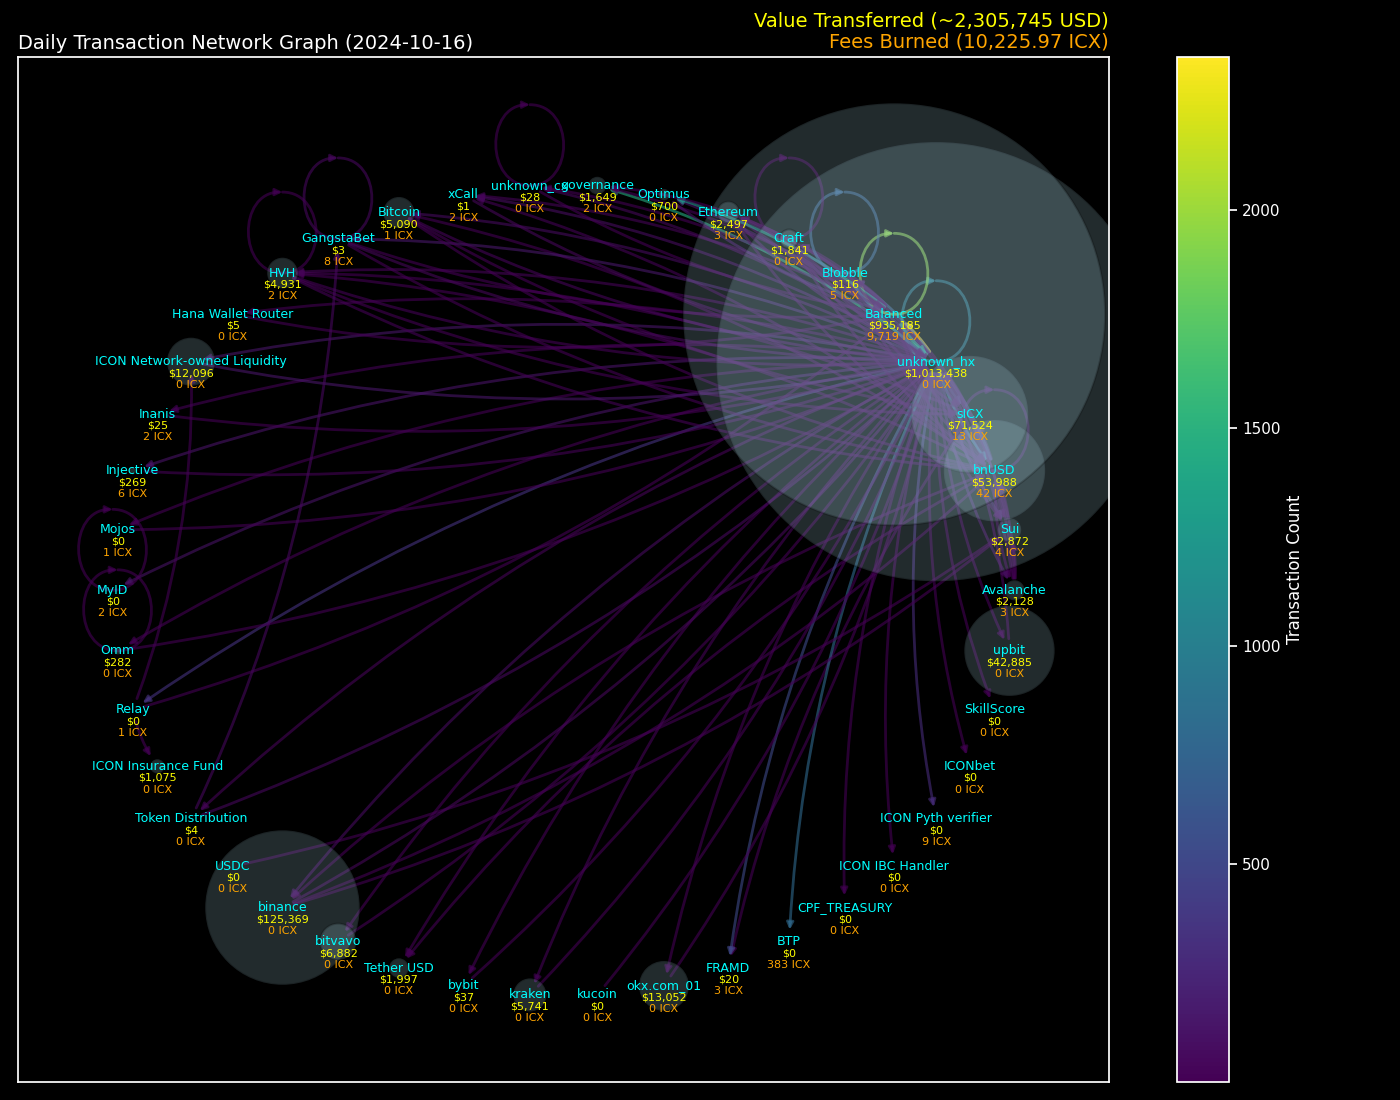 Value Transferred (~2,305,745 USD)
Daily Transaction Network Graph (2024-10-16)
Fees Burned (10,225.97 ICX)
unknown_cx
$28
0 ICX
governance
$1,649
2 ICX
xCall
$1
2 ICX
Optimus
$700
0 ICX
Bitcoin
$5,090
1 ICX
Ethereum
$2,497
3 ICX
GangstaBet
$3
8 ICX
Craft
$1,841
0 ICX
HVH
$4,931
2 ICX
Blobble
$116
5 ICX
Hana Wallet Router
$5
0 ICX
Balanced
$935,185
9,719 ICX
ICON Network-owned Liquidity
$12,096
0 ICX
unknown_hx
$1,013,438
0 ICX
Inanis
$25
2 ICX
sICX
$71,524
13 ICX
Injective
$269
6 ICX
bnUSD
$53,988
42 ICX
Mojos
$0
1 ICX
Sui
$2,872
4 ICX
MyID
$0
2 ICX
Avalanche
$2,128
3 ICX
Omm
$282
0 ICX
upbit
$42,885
0 ICX
Relay
$0
1 ICX
SkillScore
$0
0 ICX
ICON Insurance Fund
$1,075
0 ICX
ICONbet
$0
0 ICX
Token Distribution
$4
0 ICX
ICON Pyth verifier
$0
9 ICX
USDC
$0
0 ICX
ICON IBC Handler
$0
0 ICX
binance
$125,369
0 ICX
CPF_TREASURY
$0
0 ICX
bitvavo
$6,882
0 ICX
BTP
$0
383 ICX
Tether USD
$1,997
0 ICX
FRAMD
$20
3 ICX
bybit
$37
0 ICX
okx.com_01
$13,052
0 ICX
kraken
$5,741
0 ICX
kucoin
$0
0 ICX
2000
1500
1000
500
Transaction Count